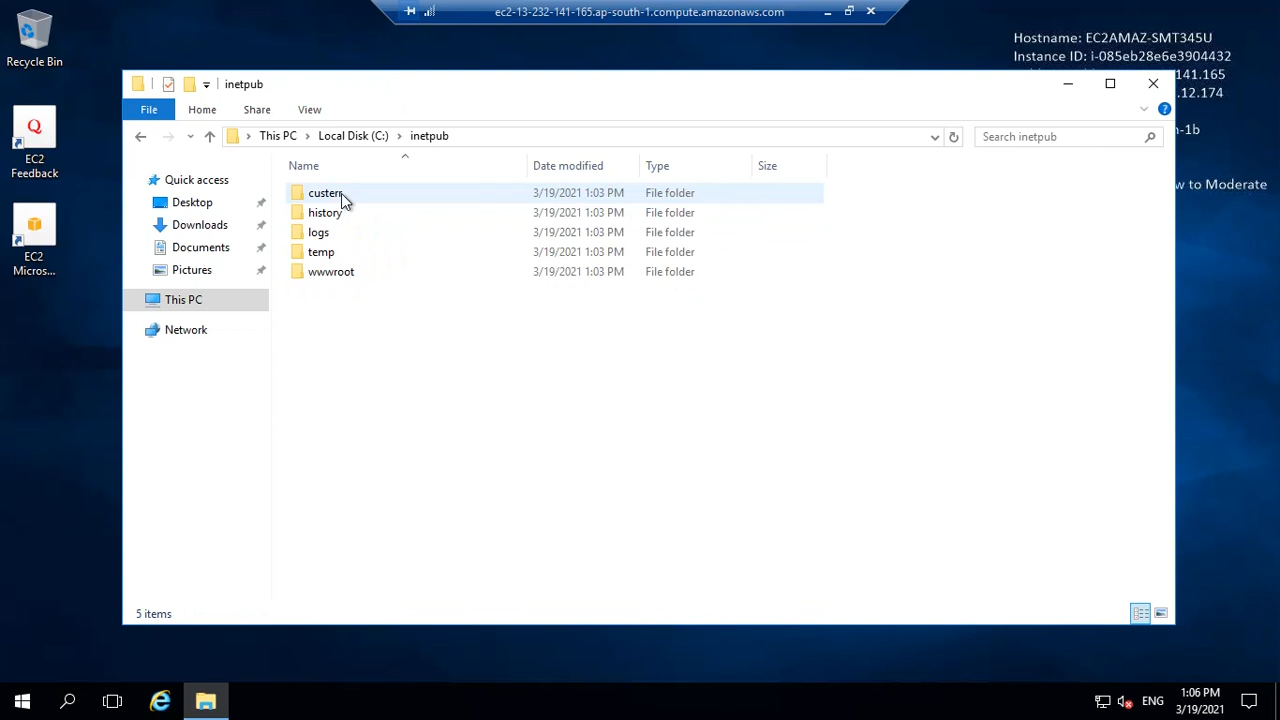 ec2-13-232-141-165.ap-south-1.compute.amazonaws.com
Recycle Bin
Hostname: EC2AMAZ-SMT345U
Instance ID: i-085eb28e6e3904432
141.165
.12.174
-1b
w to Moderate
EC2
Feedback
EC2
Micros...
inetpub
File Home Share View
This PC Local Disk (C:) inetpub
Search inetpub
Name Date modified Type Size
custerr 3/19/2021 1:03 PM File folder
history 3/19/2021 1:03 PM File folder
logs 3/19/2021 1:03 PM File folder
temp 3/19/2021 1:03 PM File folder
wwwroot 3/19/2021 1:03 PM File folder
Quick access
Desktop
Downloads
Documents
Pictures
This PC
Network
5 items
ENG
1:06 PM
3/19/2021